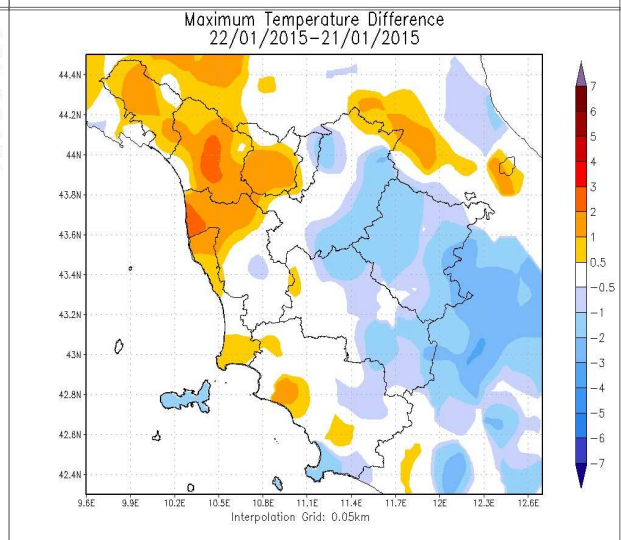 Maximum Temperature Difference
22/01/2015-21/01/2015
44.4N
44.2N
44N
43.8N
43.6N
43.4N
43.2N
43N
42.8N
42.6N
42.4N
9.6E 9.9E 10.2E 10.5E 10.8E 11.1E 11.4E 11.7E 12E 12.3E 12.6E
Interpolation Grid: 0.05km
7
6
5
4
3
2
1
0.5
-0.5
-1
-2
-3
-4
-5
-6
-7